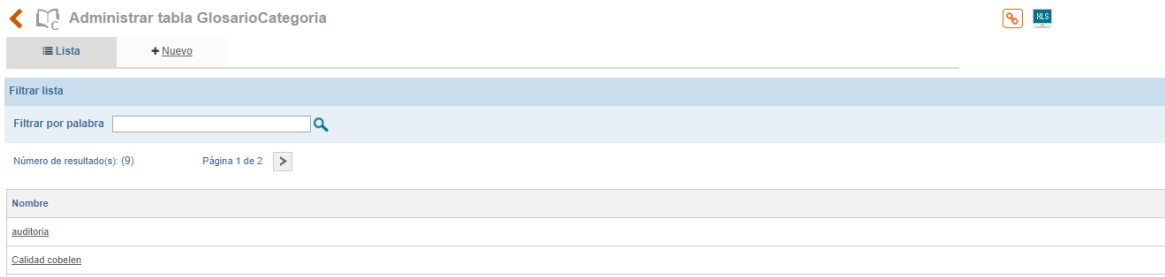 Administrar tabla GlosarioCategoria
C
XLS
Lista
+ Nuevo
Filtrar lista
Filtrar por palabra
Número de resultado(s): (9) Página 1 de 2 >
Nombre
auditoria
Calidad cobelen